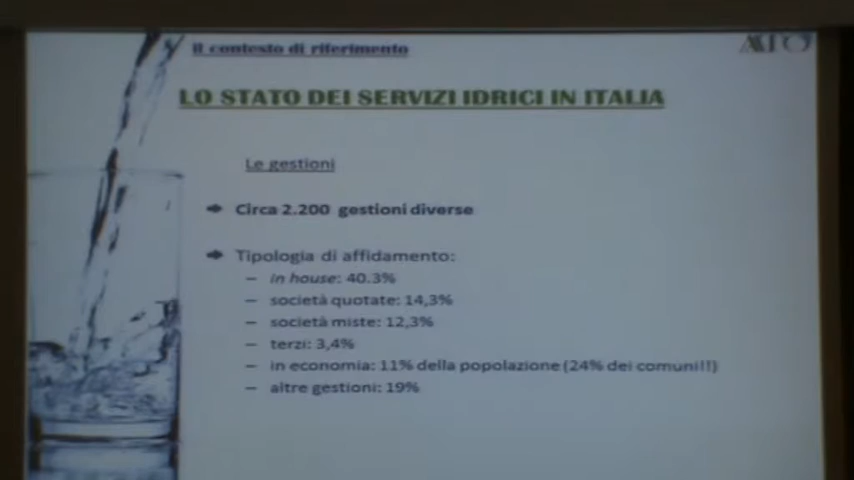 il contesto di riferimento
LO STATO DEI SERVIZI IDRICI IN ITALIA
Le gestioni
Circa 2.200 gestioni diverse
Tipologia di affidamento:
– in house: 40.3%
– società quotate: 14,3%
– società miste: 12,3%
– terzi: 3,4%
– in economia: 11% della popolazione (24% dei comuni!!)
– altre gestioni: 19%